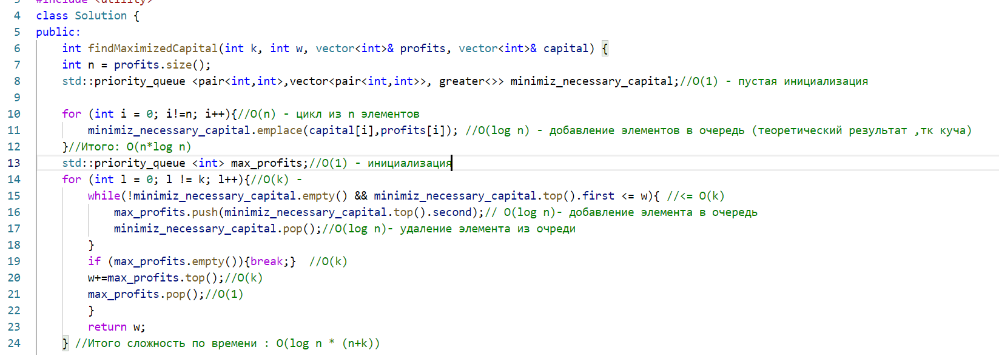 3 #include <utility>
4 class Solution {
5 public:
6 int findMaximizedCapital(int k, int w, vector<int>& profits, vector<int>& capital) {
7 int n = profits.size();
8 std::priority_queue <pair<int,int>,vector<pair<int,int>>, greater<>> minimiz_necessary_capital;//O(1) - пустая инициализация
9
10 for (int i = 0; i!=n; i++){//O(n) - цикл из n элементов
11 minimiz_necessary_capital.emplace(capital[i],profits[i]); //O(log n) - добавление элементов в очередь (теоретический результат ,тк куча)
12 }//Итого: O(n*log n)
13 std::priority_queue <int> max_profits;//O(1) - инициализация
14 for (int l = 0; l != k; l++){//O(k) -
15 while(!minimiz_necessary_capital.empty() && minimiz_necessary_capital.top().first <= w){ //<= O(k)
16 max_profits.push(minimiz_necessary_capital.top().second);// O(log n)- добавление элемента в очередь
17 minimiz_necessary_capital.pop();//O(log n)- удаление элемента из очреди
18 }
19 if (max_profits.empty()){break;}  //O(k)
20 w+=max_profits.top();//O(k)
21 max_profits.pop();//O(1)
22 }
23 return w;
24 } //Итого сложность по времени : O(log n * (n+k))